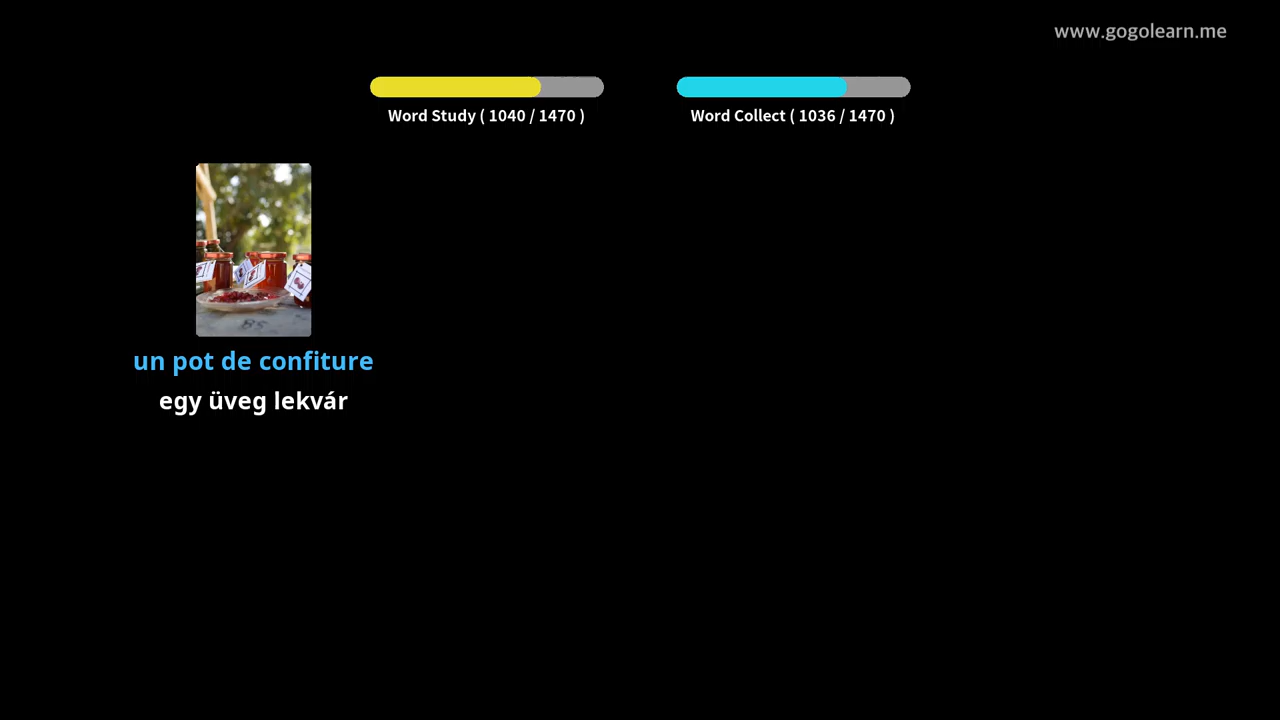 www.gogolearn.me
Word Study ( 1040 / 1470 )
Word Collect ( 1036 / 1470 )
un pot de confiture
egy üveg lekvár